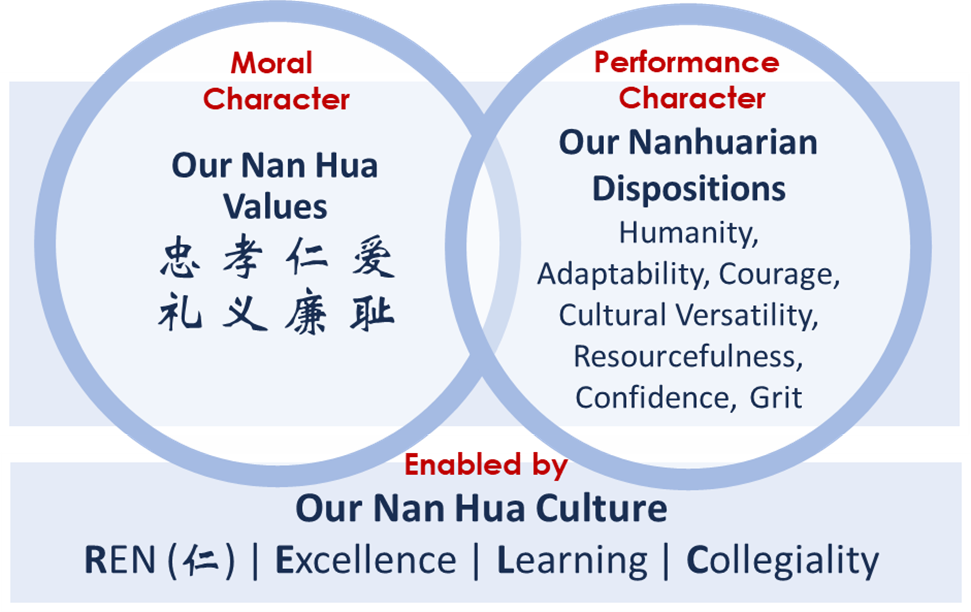 Moral
Character
Our Nan Hua
Values
忠 孝 仁 爱
礼 义 廉 耻
Performance
Character
Our Nanhuarian
Dispositions
Humanity,
Adaptability, Courage,
Cultural Versatility,
Resourcefulness,
Confidence, Grit
Enabled by
Our Nan Hua Culture
REN (仁) | Excellence | Learning | Collegiality